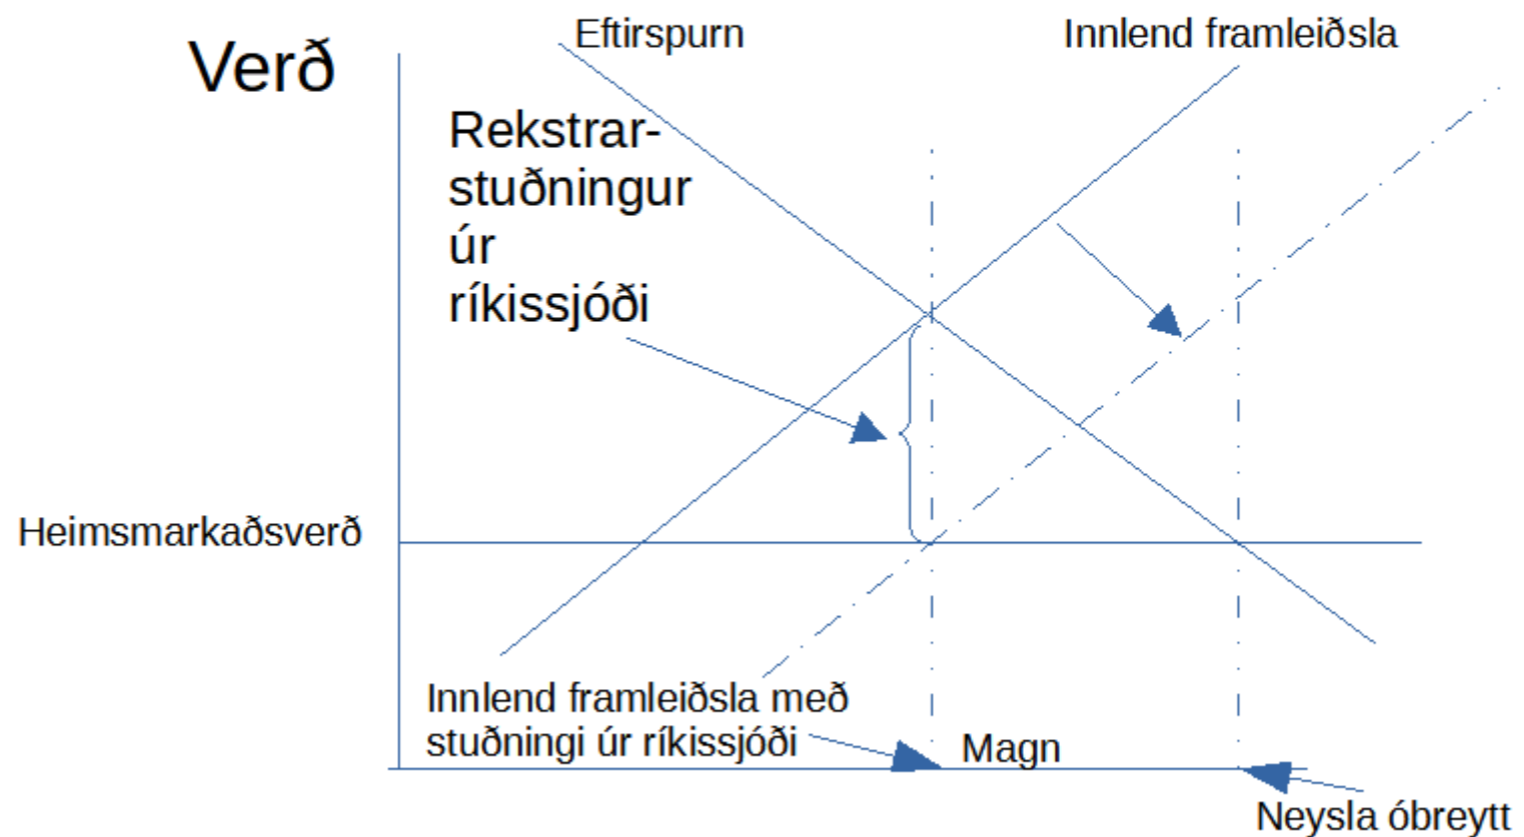 Eftirspurn
Innlend framleiðsla
Verð
Rekstrar-
stuðningur
úr
ríkissjóði
Heimsmarkaðsverð
Innlend framleiðsla með
stuðningi úr ríkissjóði
Magn
Neysla óbreytt